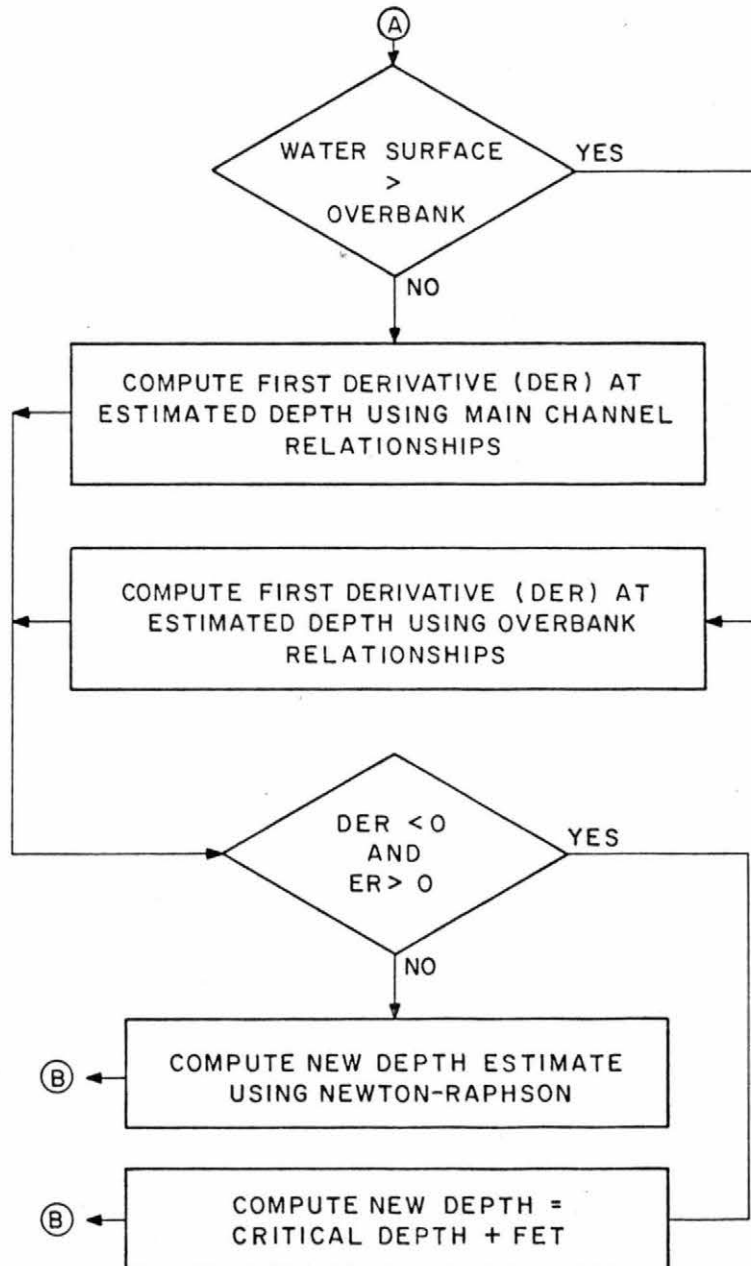 A
WATER SURFACE
>
OVERBANK
YES
NO
COMPUTE FIRST DERIVATIVE (DER) AT
ESTIMATED DEPTH USING MAIN CHANNEL
RELATIONSHIPS
COMPUTE FIRST DERIVATIVE (DER) AT
ESTIMATED DEPTH USING OVERBANK
RELATIONSHIPS
DER <0
AND
ER> 0
YES
NO
COMPUTE NEW DEPTH ESTIMATE
USING NEWTON-RAPHSON
B
COMPUTE NEW DEPTH =
CRITICAL DEPTH + FET
B